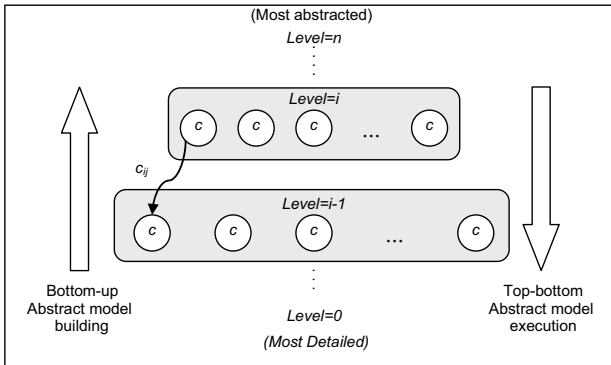 (Most abstracted)
Level=n
Level=i
c c c ... c
c_ij
Level=i-1
c c c ... c
Bottom-up
Abstract model
building
Level=0
(Most Detailed)
Top-bottom
Abstract model
execution